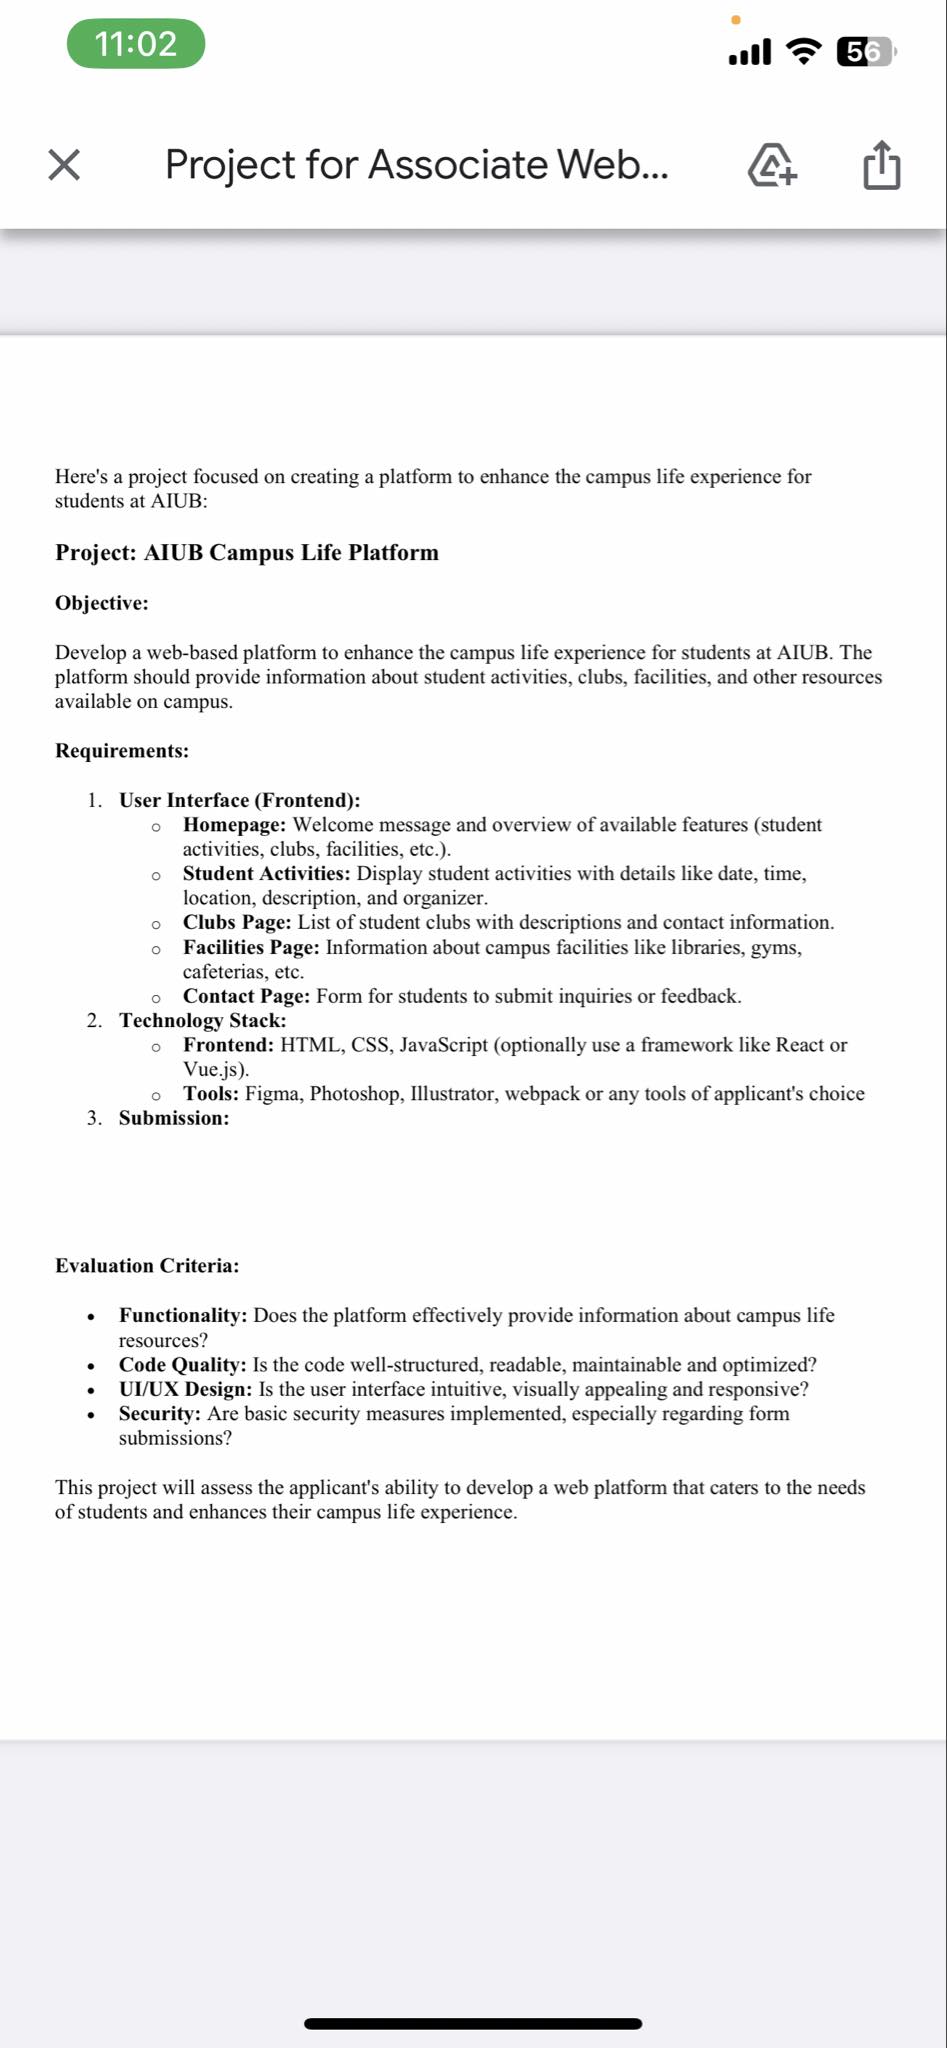 11:02
56
Project for Associate Web...
Here's a project focused on creating a platform to enhance the campus life experience for
students at AIUB:
Project: AIUB Campus Life Platform
Objective:
Develop a web-based platform to enhance the campus life experience for students at AIUB. The
platform should provide information about student activities, clubs, facilities, and other resources
available on campus.
Requirements:
1. User Interface (Frontend):
o Homepage: Welcome message and overview of available features (student
activities, clubs, facilities, etc.).
o Student Activities: Display student activities with details like date, time,
location, description, and organizer.
o Clubs Page: List of student clubs with descriptions and contact information.
o Facilities Page: Information about campus facilities like libraries, gyms,
cafeterias, etc.
o Contact Page: Form for students to submit inquiries or feedback.
2. Technology Stack:
o Frontend: HTML, CSS, JavaScript (optionally use a framework like React or
Vue.js).
o Tools: Figma, Photoshop, Illustrator, webpack or any tools of applicant's choice
3. Submission:
Evaluation Criteria:
• Functionality: Does the platform effectively provide information about campus life
resources?
• Code Quality: Is the code well-structured, readable, maintainable and optimized?
• UI/UX Design: Is the user interface intuitive, visually appealing and responsive?
• Security: Are basic security measures implemented, especially regarding form
submissions?
This project will assess the applicant's ability to develop a web platform that caters to the needs
of students and enhances their campus life experience.